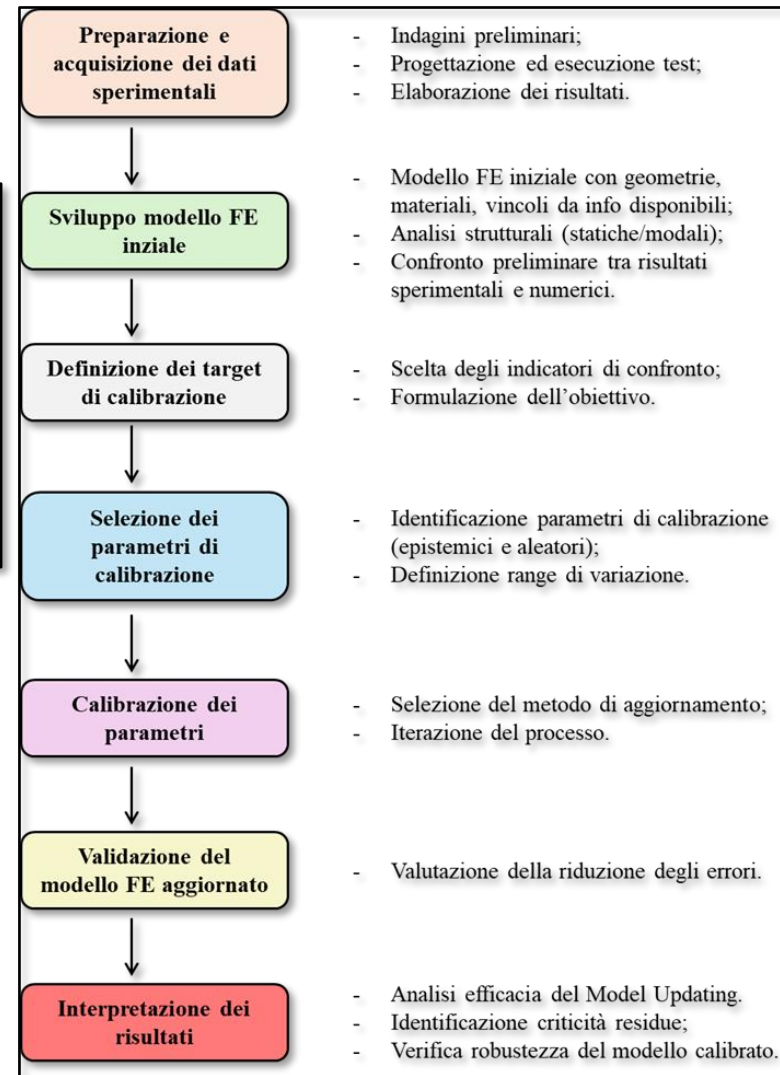 Preparazione e
acquisizione dei dati
sperimentali
- Indagini preliminari;
- Progettazione ed esecuzione test;
- Elaborazione dei risultati.
Sviluppo modello FE
inziale
- Modello FE iniziale con geometrie,
materiali, vincoli da info disponibili;
- Analisi strutturali (statiche/modali);
- Confronto preliminare tra risultati
sperimentali e numerici.
Definizione dei target
di calibrazione
- Scelta degli indicatori di confronto;
- Formulazione dell’obiettivo.
Selezione dei
parametri di
calibrazione
- Identificazione parametri di calibrazione
(epistemici e aleatori);
- Definizione range di variazione.
Calibrazione dei
parametri
- Selezione del metodo di aggiornamento;
- Iterazione del processo.
Validazione del
modello FE aggiornato
- Valutazione della riduzione degli errori.
Interpretazione dei
risultati
- Analisi efficacia del Model Updating.
- Identificazione criticità residue;
- Verifica robustezza del modello calibrato.